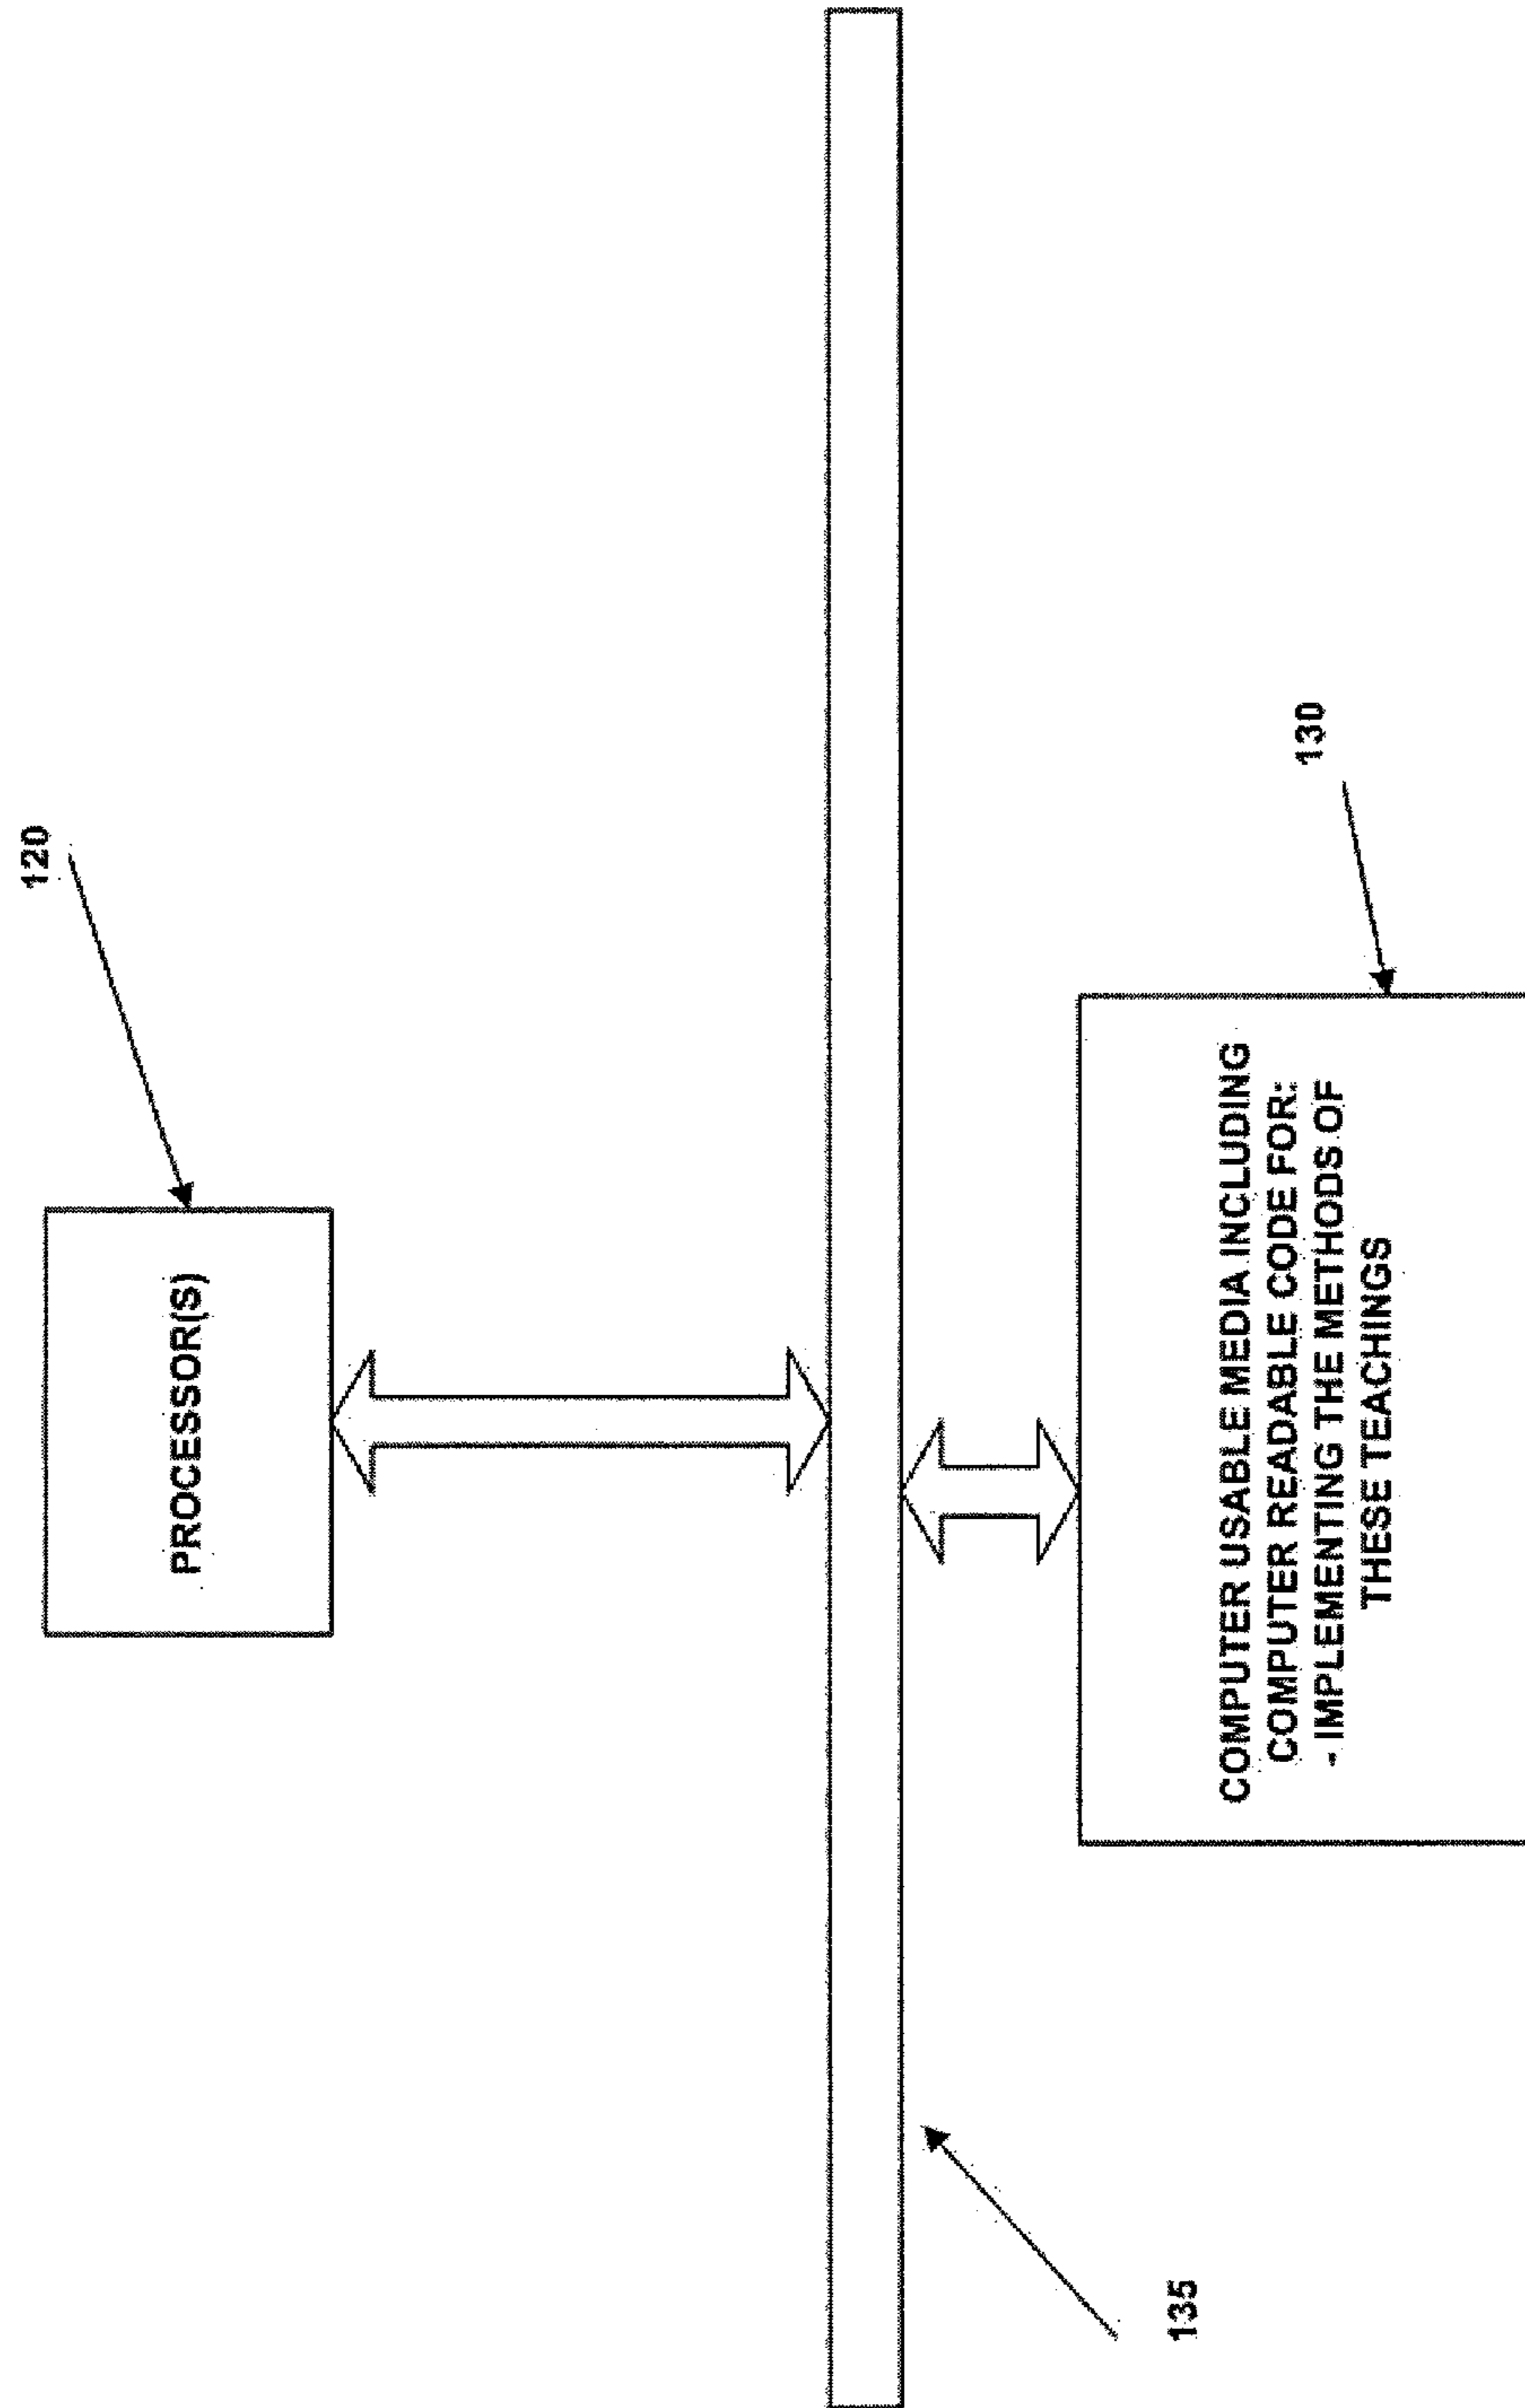 120
PROCESSOR(S)
135
130
COMPUTER USABLE MEDIA INCLUDING
COMPUTER READABLE CODE FOR:
- IMPLEMENTING THE METHODS OF
THESE TEACHINGS